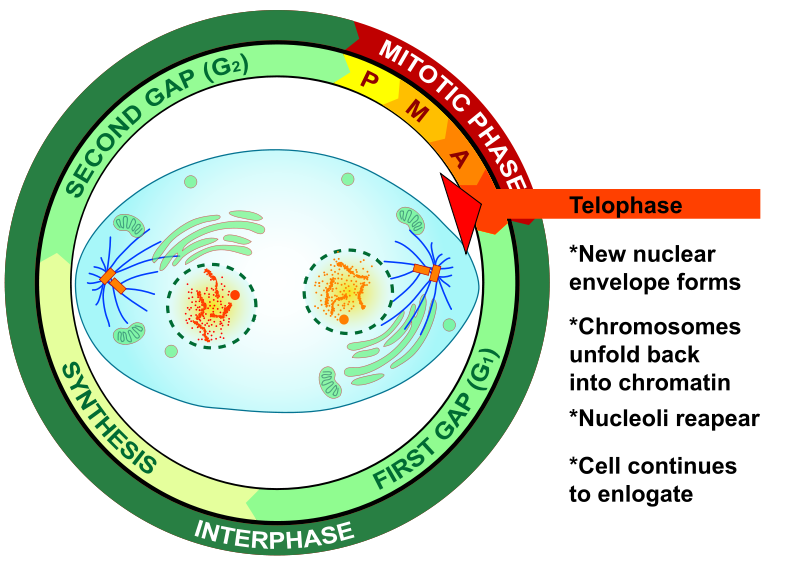 MITOTIC PHASE
SECOND GAP (G₂)
P
M
A
Telophase
*New nuclear
envelope forms
*Chromosomes
unfold back
into chromatin
*Nucleoli reapear
*Cell continues
to enlogate
SYNTHESIS
FIRST GAP (G₁)
INTERPHASE